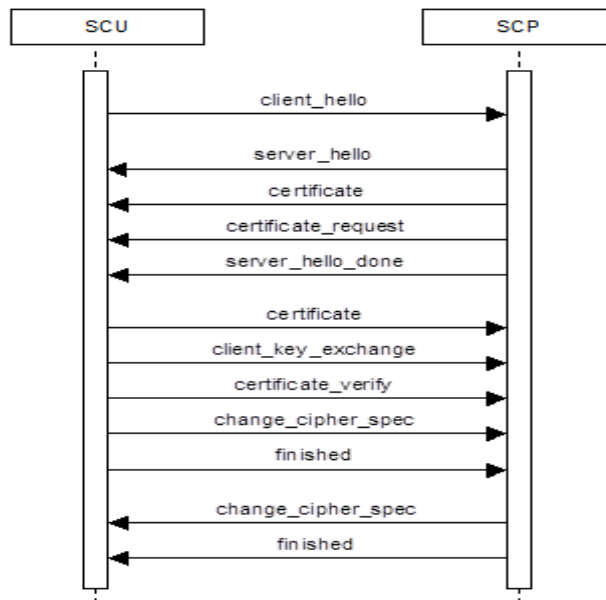 SCU SCP
client_hello
server_hello
certificate
certificate_request
server_hello_done
certificate
client_key_exchange
certificate_verify
change_cipher_spec
finished
change_cipher_spec
finished